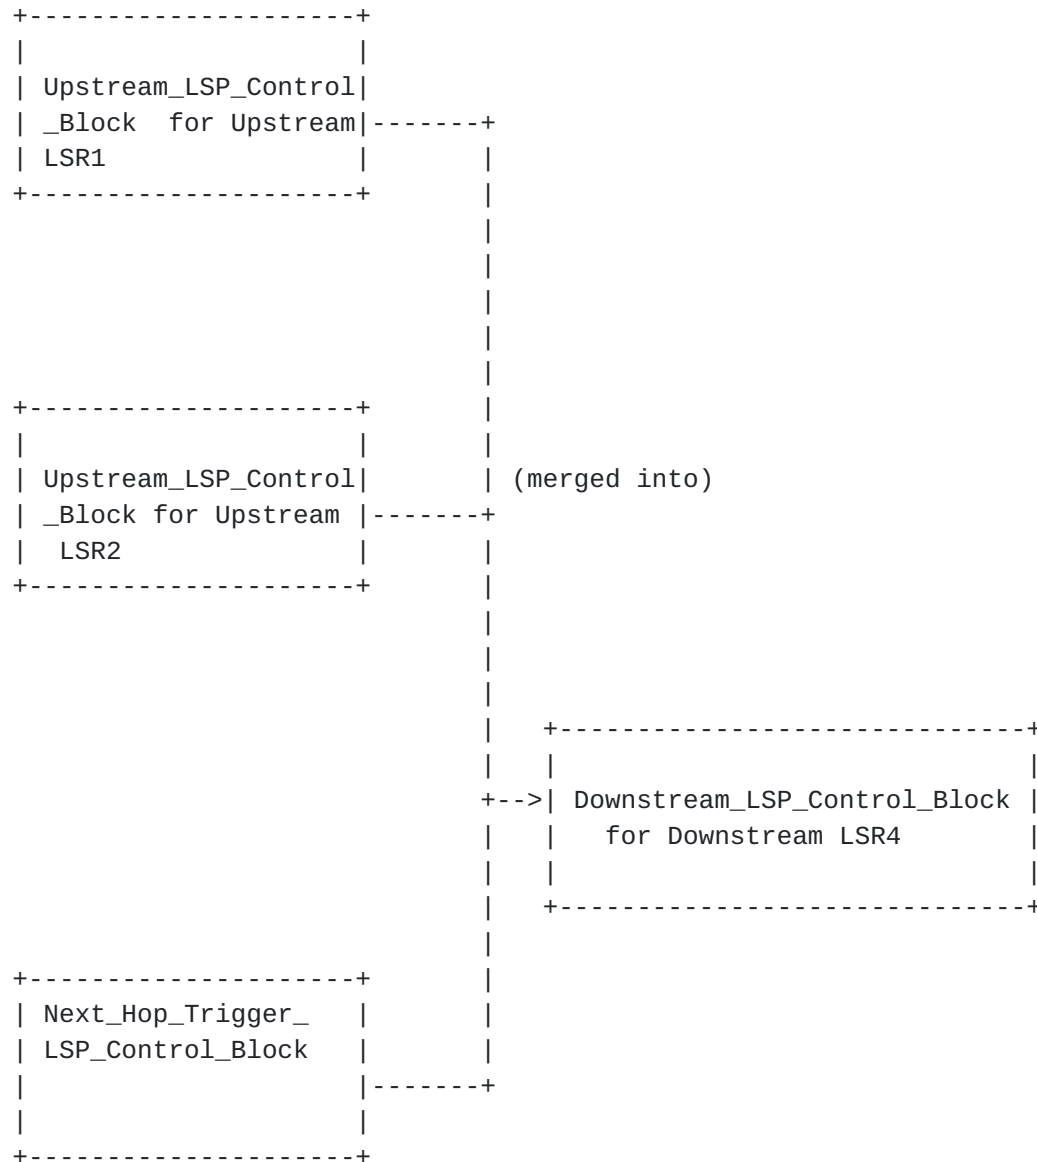 Upstream_LSP_Control
_Block for Upstream
LSR1
Upstream_LSP_Control
(merged into)
_Block for Upstream
LSR2
Downstream_LSP_Control_Block
for Downstream LSR4
Next_Hop_Trigger_
LSP_Control_Block